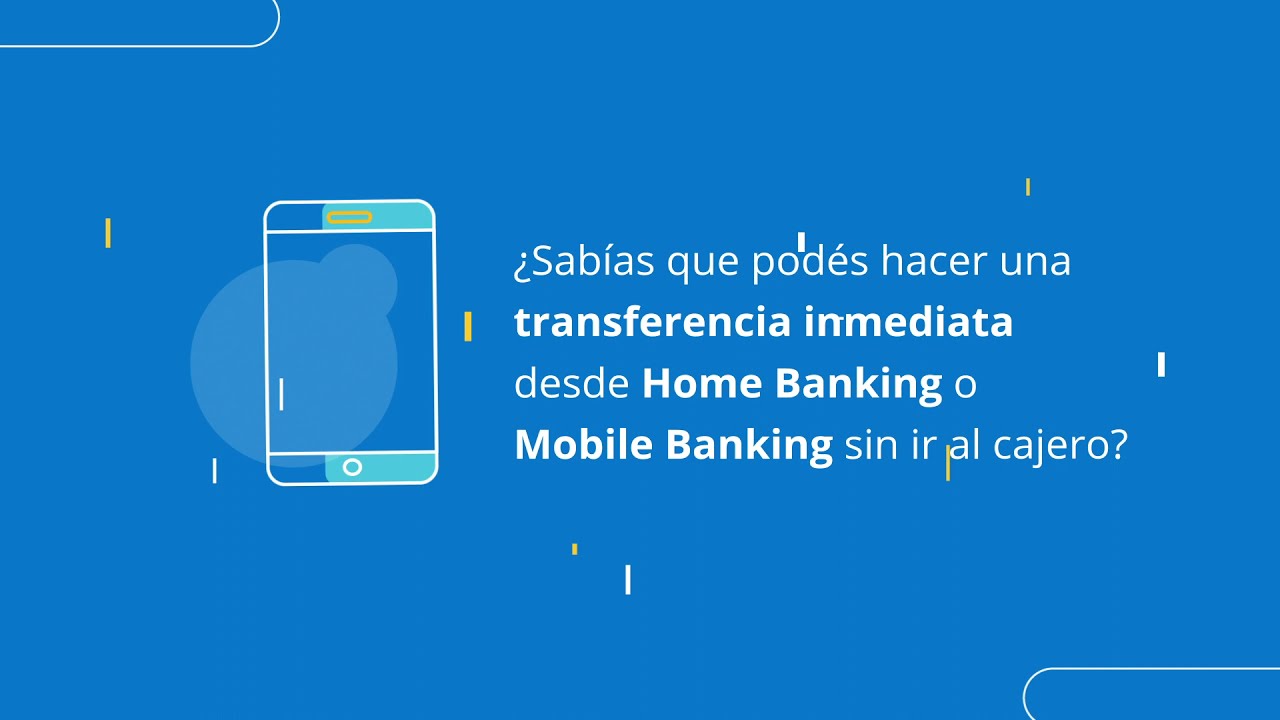 ¿Sabías que podés hacer una
transferencia inmediata
desde Home Banking o
Mobile Banking sin ir al cajero?